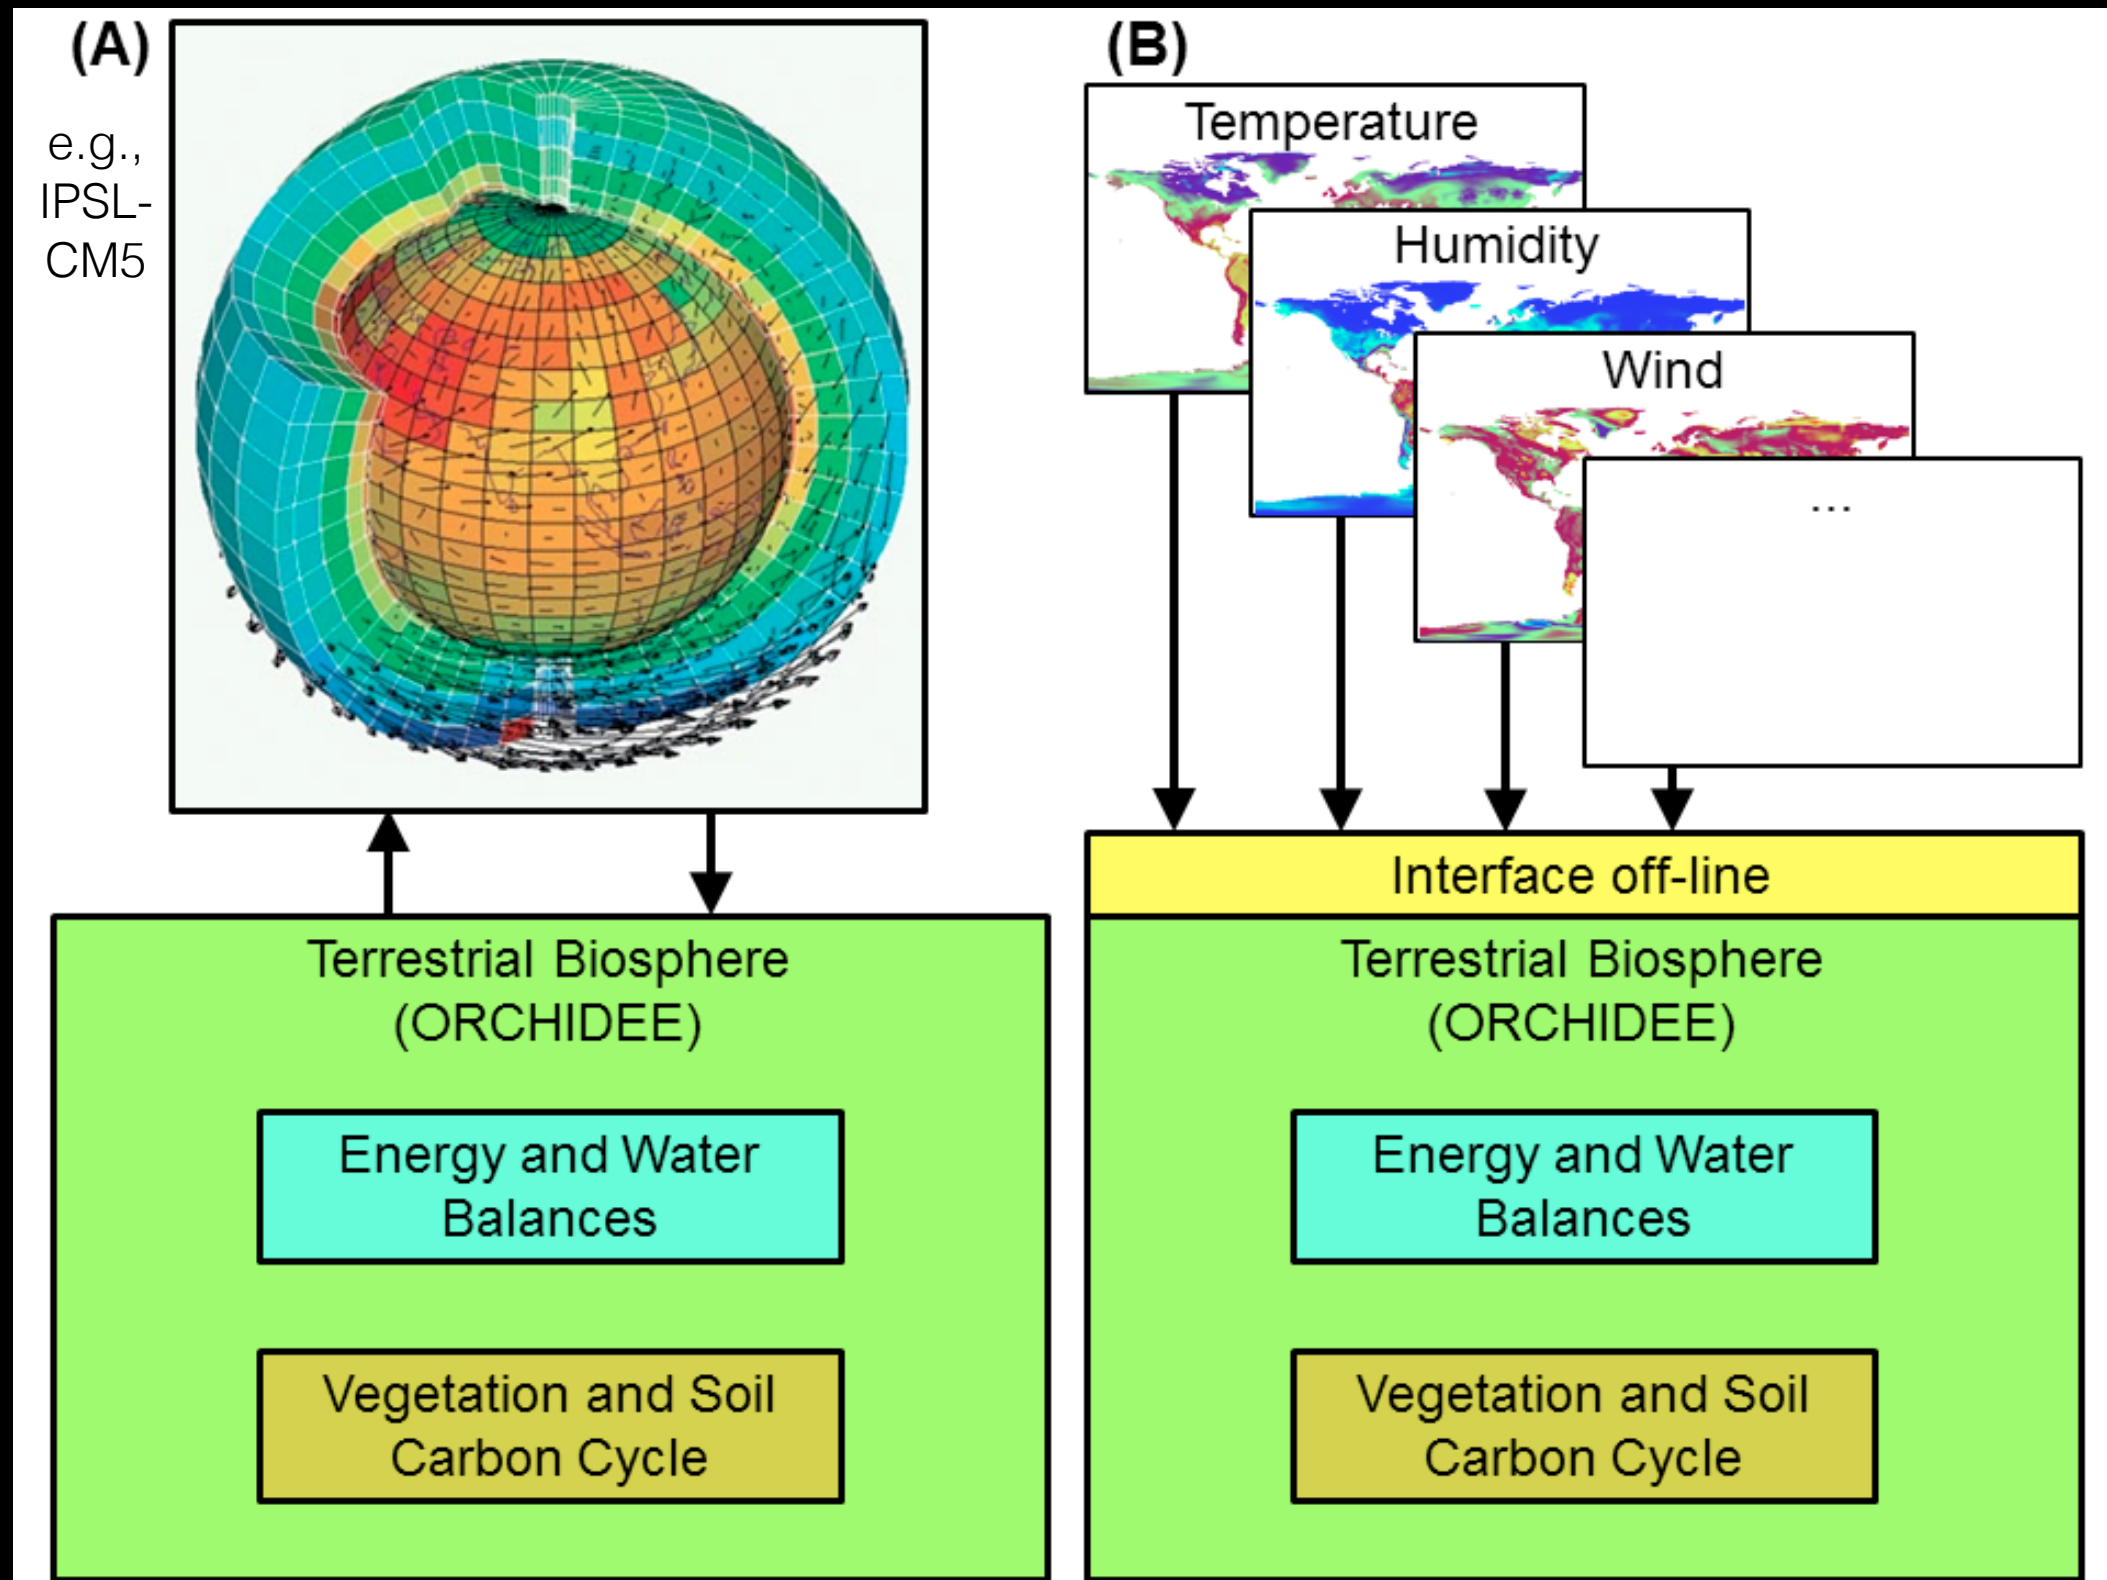 (A)
e.g.,
IPSL-
CM5
Terrestrial Biosphere
(ORCHIDEE)
Energy and Water
Balances
Vegetation and Soil
Carbon Cycle
(B)
Temperature
Humidity
Wind
...
Interface off-line
Terrestrial Biosphere
(ORCHIDEE)
Energy and Water
Balances
Vegetation and Soil
Carbon Cycle